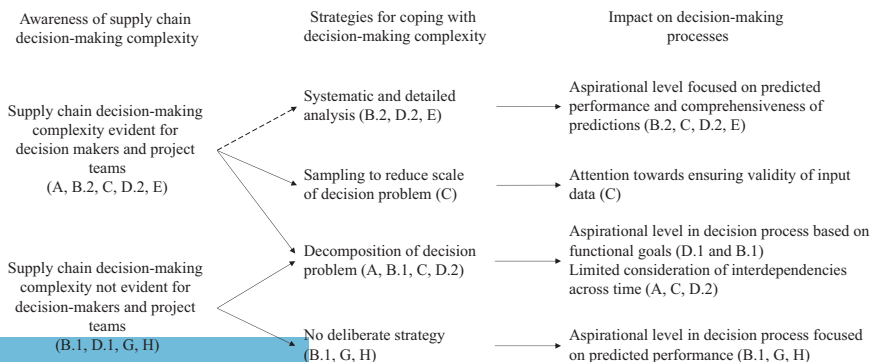 Awareness of supply chain
decision-making complexity
Strategies for coping with
decision-making complexity
Impact on decision-making
processes
Supply chain decision-making
complexity evident for
decision makers and project
teams
(A, B.2, C, D.2, E)
Systematic and detailed
analysis (B.2, D.2, E)
Aspirational level focused on predicted
performance and comprehensiveness of
predictions (B.2, C, D.2, E)
Sampling to reduce scale
of decision problem (C)
Attention towards ensuring validity of input
data (C)
Supply chain decision-making
complexity not evident for
decision-makers and project
teams
(B.1, D.1, G, H)
Decomposition of decision
problem (A, B.1, C, D.2)
Aspirational level in decision process based on
functional goals (D.1 and B.1)
Limited consideration of interdependencies
across time (A, C, D.2)
No deliberate strategy
(B.1, G, H)
Aspirational level in decision process focused
on predicted performance (B.1, G, H)